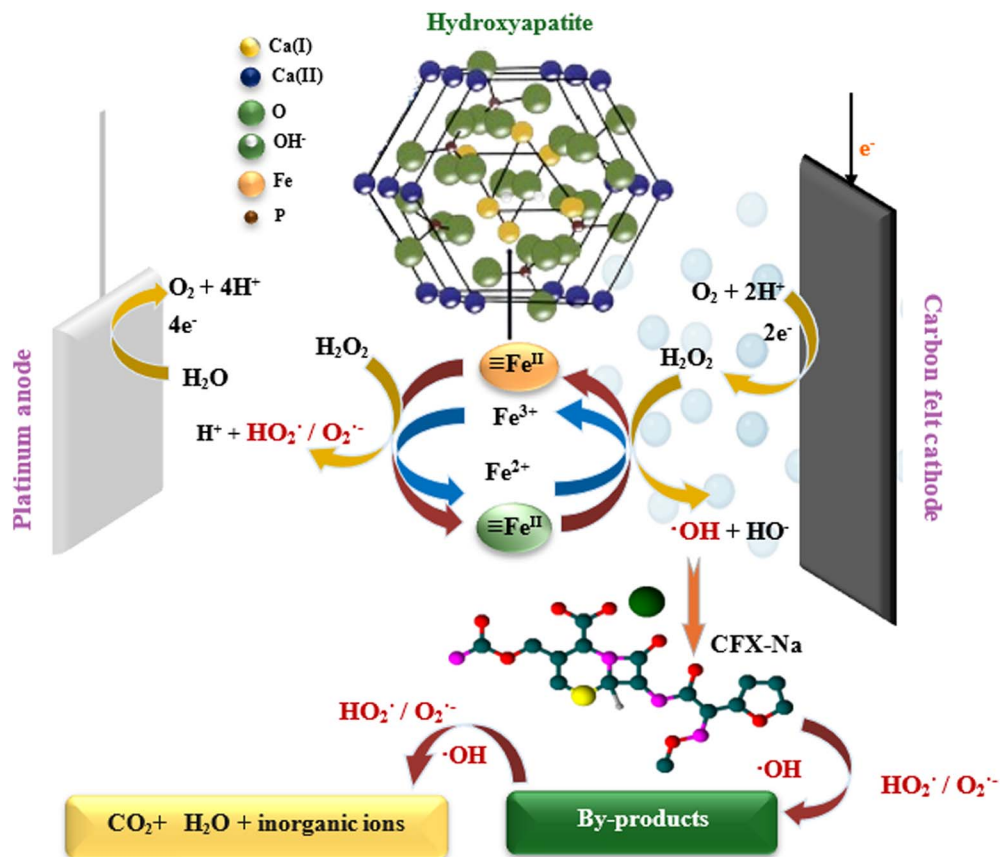 Hydroxyapatite
Ca(I)
Ca(II)
O
OH⁻
Fe
P
e⁻
Platinum anode
O₂ + 4H⁺
4e⁻
H₂O
H₂O₂
H⁺ + HO₂˙ / O₂˙⁻
≡Feᴵᴵ
Fe³⁺
Fe²⁺
≡Feᴵᴵ
O₂ + 2H⁺
2e⁻
H₂O₂
˙OH + HO⁻
Carbon felt cathode
CFX-Na
HO₂˙ / O₂˙⁻
˙OH
˙OH
HO₂˙ / O₂˙⁻
CO₂+ H₂O + inorganic ions
By-products